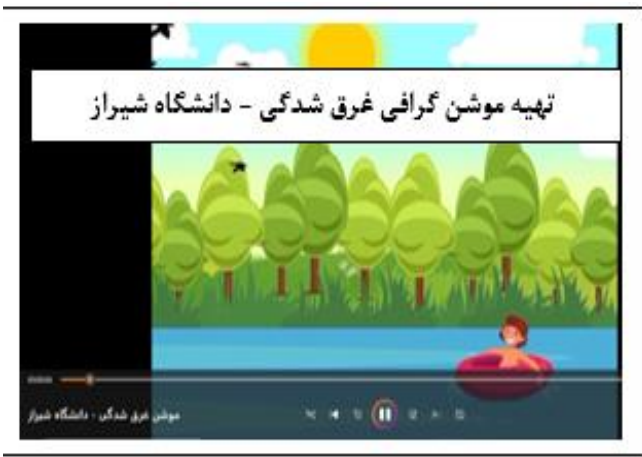 تهیه موشن گرافی غرق شدگی - دانشگاه شیراز
موشن غرق شدگی - دانشگاه شیراز